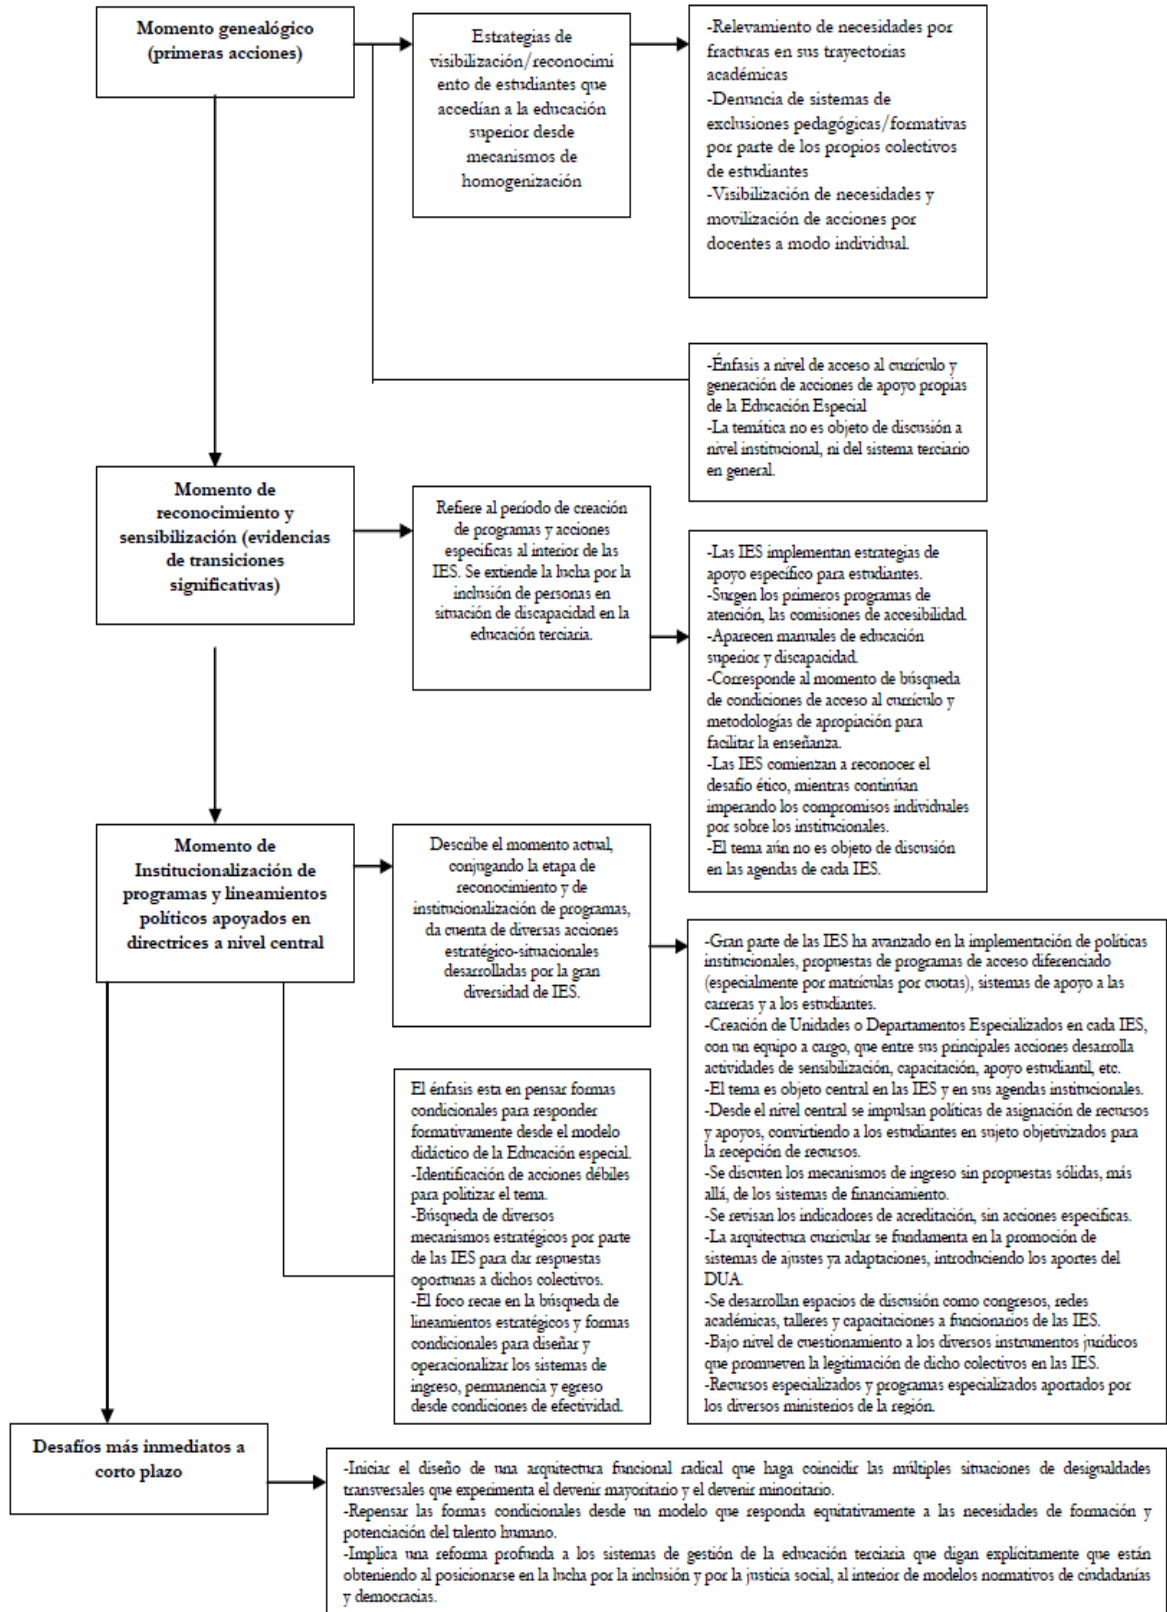 Momento genealógico
(primeras acciones)
Estrategias de
visibilización/reconocimi
ento de estudiantes que
accedían a la educación
superior desde
mecanismos de
homogenización
-Relevamiento de necesidades por
fracturas en sus trayectorias
académicas
-Denuncia de sistemas de
exclusiones pedagógicas/formativas
por parte de los propios colectivos
de estudiantes
-Visibilización de necesidades y
movilización de acciones por
docentes a modo individual.
-Énfasis a nivel de acceso al currículo y
generación de acciones de apoyo propias
de la Educación Especial
-La temática no es objeto de discusión a
nivel institucional, ni del sistema terciario
en general.
Momento de
reconocimiento y
sensibilización (evidencias
de transiciones
significativas)
Refiere al período de creación
de programas y acciones
especificas al interior de las
IES. Se extiende la lucha por la
inclusión de personas en
situación de discapacidad en la
educación terciaria.
-Las IES implementan estrategias de
apoyo específico para estudiantes.
-Surgen los primeros programas de
atención, las comisiones de accesibilidad.
-Aparecen manuales de educación
superior y discapacidad.
-Corresponde al momento de búsqueda
de condiciones de acceso al currículo y
metodologías de apropiación para
facilitar la enseñanza.
-Las IES comienzan a reconocer el
desafío ético, mientras continúan
imperando los compromisos individuales
por sobre los institucionales.
-El tema aún no es objeto de discusión
en las agendas de cada IES.
Momento de
Institucionalización de
programas y lineamientos
políticos apoyados en
directrices a nivel central
Describe el momento actual,
conjugando la etapa de
reconocimiento y de
institucionalización de programas,
da cuenta de diversas acciones
estratégico-situacionales
desarrolladas por la gran
diversidad de IES.
-Gran parte de las IES ha avanzado en la implementación de políticas
institucionales, propuestas de programas de acceso diferenciado
(especialmente por matrículas por cuotas), sistemas de apoyo a las
carreras y a los estudiantes.
-Creación de Unidades o Departamentos Especializados en cada IES,
con un equipo a cargo, que entre sus principales acciones desarrolla
actividades de sensibilización, capacitación, apoyo estudiantil, etc.
-El tema es objeto central en las IES y en sus agendas institucionales.
-Desde el nivel central se impulsan políticas de asignación de recursos
y apoyos, convirtiendo a los estudiantes en sujeto objetivizados para
la recepción de recursos.
-Se discuten los mecanismos de ingreso sin propuestas sólidas, más
allá, de los sistemas de financiamiento.
-Se revisan los indicadores de acreditación, sin acciones especificas.
-La arquitectura curricular se fundamenta en la promoción de
sistemas de ajustes ya adaptaciones, introduciendo los aportes del
DUA.
-Se desarrollan espacios de discusión como congresos, redes
académicas, talleres y capacitaciones a funcionarios de las IES.
-Bajo nivel de cuestionamiento a los diversos instrumentos jurídicos
que promueven la legitimación de dicho colectivos en las IES.
-Recursos especializados y programas especializados aportados por
los diversos ministerios de la región.
El énfasis esta en pensar formas
condicionales para responder
formativamente desde el modelo
didáctico de la Educación especial.
-Identificación de acciones débiles
para politizar el tema.
-Búsqueda de diversos
mecanismos estratégicos por parte
de las IES para dar respuestas
oportunas a dichos colectivos.
-El foco recae en la búsqueda de
lineamientos estratégicos y formas
condicionales para diseñar y
operacionalizar los sistemas de
ingreso, permanencia y egreso
desde condiciones de efectividad.
Desafíos más inmediatos a
corto plazo
-Iniciar el diseño de una arquitectura funcional radical que haga coincidir las múltiples situaciones de desigualdades
transversales que experimenta el devenir mayoritario y el devenir minoritario.
-Repensar las formas condicionales desde un modelo que responda equitativamente a las necesidades de formación y
potenciación del talento humano.
-Implica una reforma profunda a los sistemas de gestión de la educación terciaria que digan explícitamente que están
obteniendo al posicionarse en la lucha por la inclusión y por la justicia social, al interior de modelos normativos de ciudadanías
y democracias.